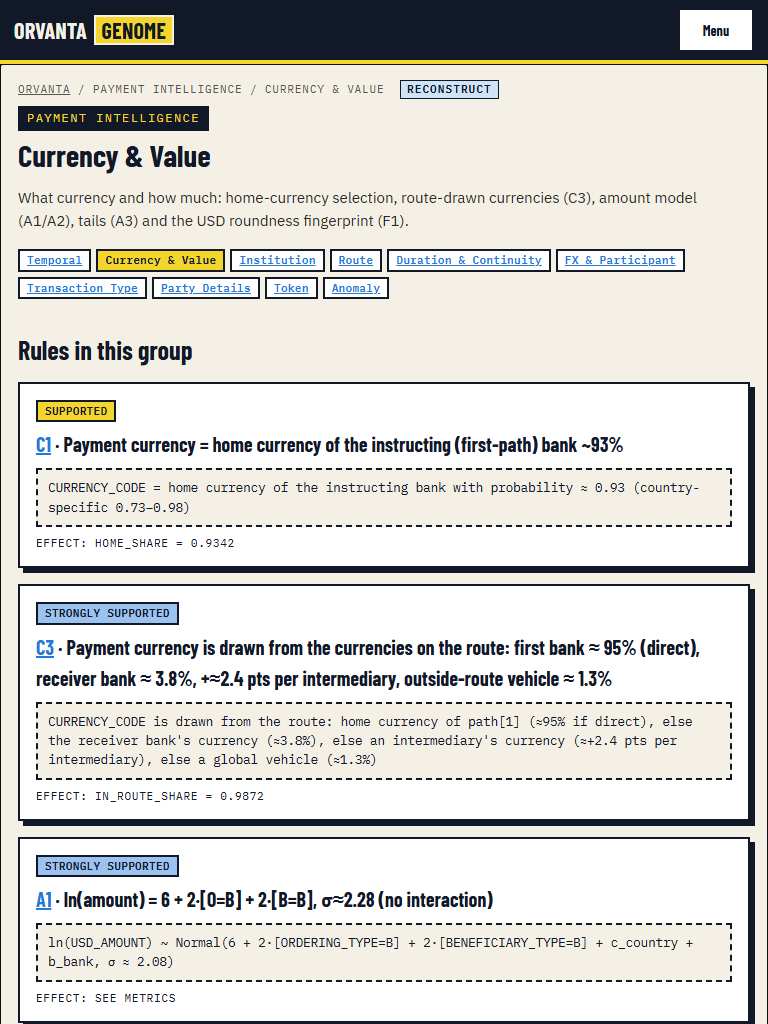 ORVANTA GENOME
Menu
ORVANTA / PAYMENT INTELLIGENCE / CURRENCY & VALUE RECONSTRUCT
PAYMENT INTELLIGENCE
Currency & Value
What currency and how much: home-currency selection, route-drawn currencies (C3), amount model
(A1/A2), tails (A3) and the USD roundness fingerprint (F1).
Temporal Currency & Value Institution Route Duration & Continuity FX & Participant
Transaction Type Party Details Token Anomaly
Rules in this group
SUPPORTED
C1 · Payment currency = home currency of the instructing (first-path) bank ~93%
CURRENCY_CODE = home currency of the instructing bank with probability ≈ 0.93 (country-
specific 0.73–0.98)
EFFECT: HOME_SHARE = 0.9342
STRONGLY SUPPORTED
C3 · Payment currency is drawn from the currencies on the route: first bank ≈ 95% (direct),
receiver bank ≈ 3.8%, +≈2.4 pts per intermediary, outside-route vehicle ≈ 1.3%
CURRENCY_CODE is drawn from the route: home currency of path[1] (≈95% if direct), else
the receiver bank's currency (≈3.8%), else an intermediary's currency (≈+2.4 pts per
intermediary), else a global vehicle (≈1.3%)
EFFECT: IN_ROUTE_SHARE = 0.9872
STRONGLY SUPPORTED
A1 · ln(amount) = 6 + 2·[O=B] + 2·[B=B], σ≈2.28 (no interaction)
ln(USD_AMOUNT) ~ Normal(6 + 2·[ORDERING_TYPE=B] + 2·[BENEFICIARY_TYPE=B] + c_country +
b_bank, σ ≈ 2.08)
EFFECT: SEE METRICS